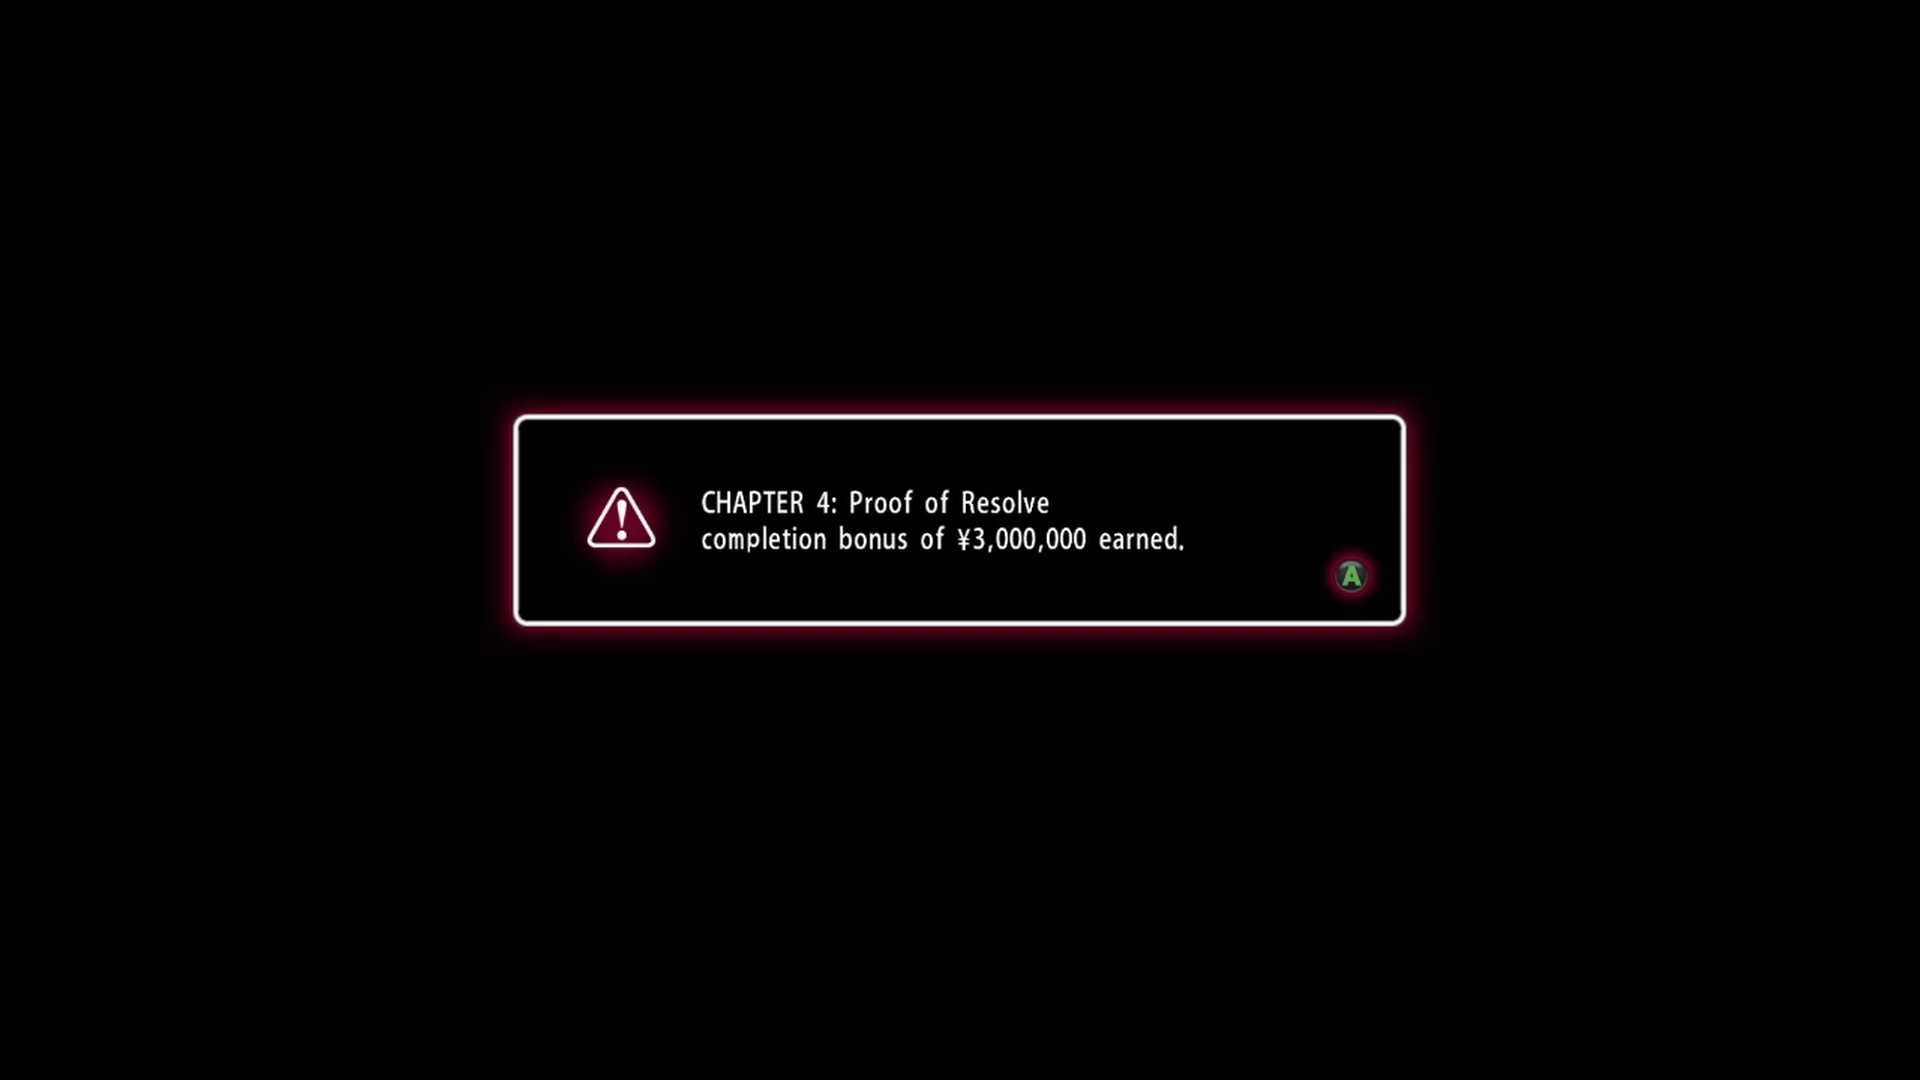 CHAPTER 4: Proof of Resolve
completion bonus of ¥3,000,000 earned.
A